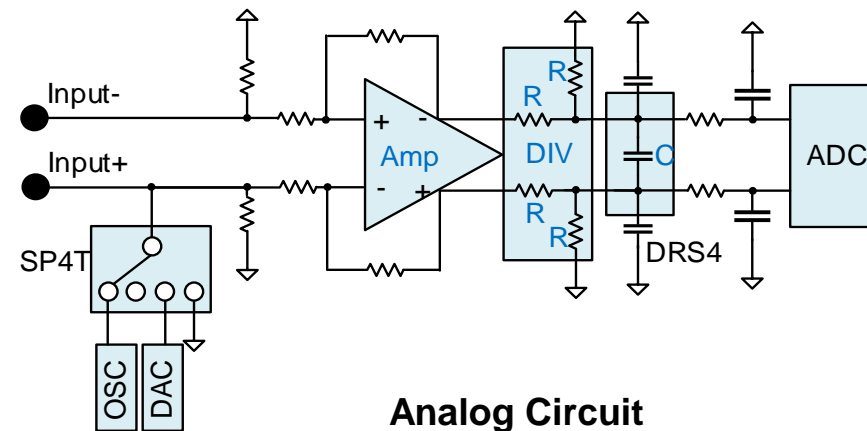 Input-
Input+
SP4T
OSC
DAC
+
-
Amp
-
+
R
R
DIV
R
R
C
DRS4
ADC
Analog Circuit